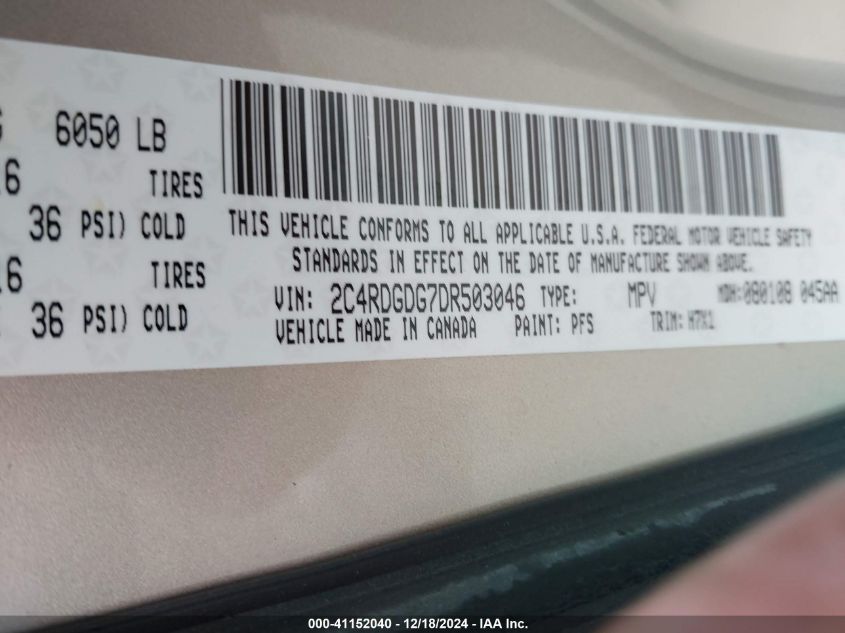 6050 LB
TIRES
36 PSI) COLD
TIRES
36 PSI) COLD
THIS VEHICLE CONFORMS TO ALL APPLICABLE U.S.A. FEDERAL MOTOR VEHICLE SAFETY
STANDARDS IN EFFECT ON THE DATE OF MANUFACTURE SHOWN ABOVE.
VIN: 2C4RDGDG7DR503046 TYPE: MPV MDH:080108 045AA
VEHICLE MADE IN CANADA PAINT: PFS TRIM: H7X1
000-41152040 - 12/18/2024 - IAA Inc.